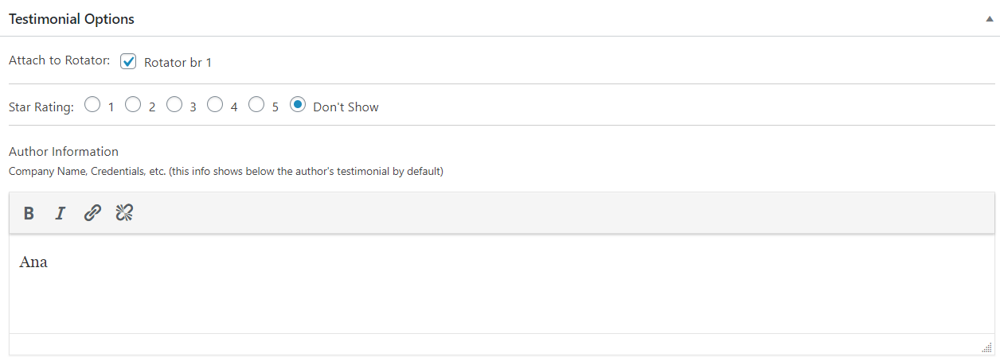 Testimonial Options
Attach to Rotator: Rotator br 1
Star Rating: 1 2 3 4 5 Don't Show
Author Information
Company Name, Credentials, etc. (this info shows below the author's testimonial by default)
B I
Ana